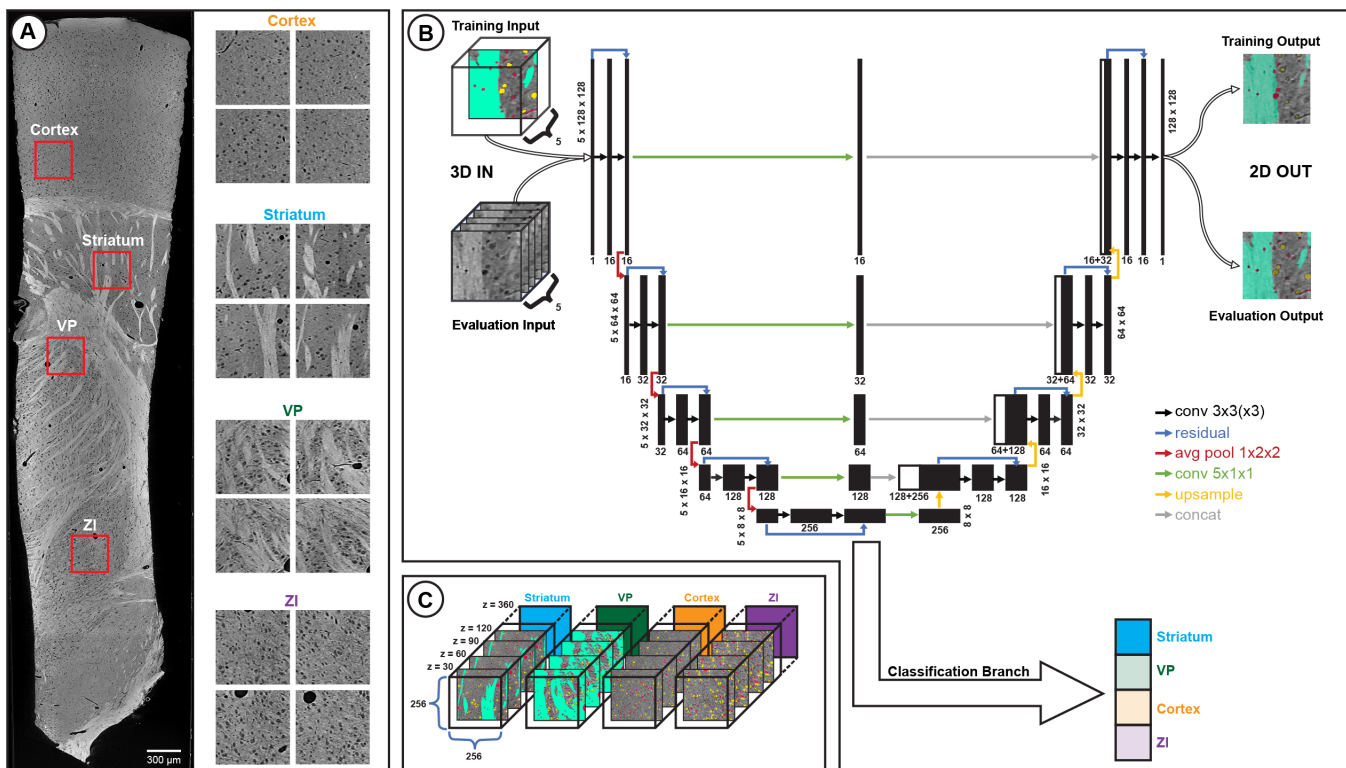 A
Cortex
Striatum
VP
ZI
300 µm
Cortex
Striatum
VP
ZI
B
Training Input
5
3D IN
5
Evaluation Input
5 x 128 x 128
1 16 16
5 x 64 x 64
16 32 32
5 x 32 x 32
32 64 64
5 x 16 x 16
64 128 128
5 x 8 x 8
256
16
32
64
128
256
8 x 8
128+256 128 128
16 x 16
64+128 64 64
32 x 32
32+64 32 32
64 x 64
16+32 16 16 1
128 x 128
Training Output
2D OUT
Evaluation Output
conv 3x3(x3)
residual
avg pool 1x2x2
conv 5x1x1
upsample
concat
C
Striatum VP Cortex ZI
z = 360
z = 120
z = 90
z = 60
z = 30
256
256
Classification Branch
Striatum
VP
Cortex
ZI